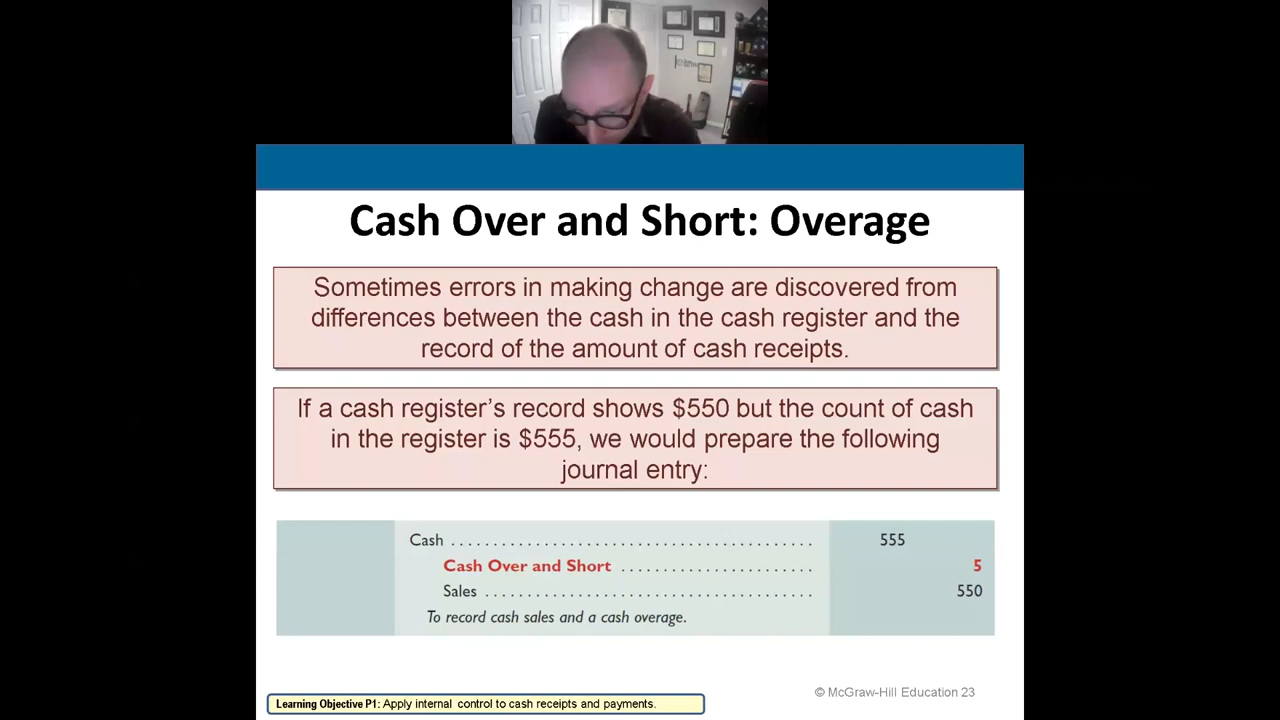 Cash Over and Short: Overage
Sometimes errors in making change are discovered from
differences between the cash in the cash register and the
record of the amount of cash receipts.
If a cash register’s record shows $550 but the count of cash
in the register is $555, we would prepare the following
journal entry:
Cash . . . . . . . . . . . . . . . . . . . . . . . . . . . . . . . . . . . . . . . . . . . 555
Cash Over and Short . . . . . . . . . . . . . . . . . . . . . . . 5
Sales . . . . . . . . . . . . . . . . . . . . . . . . . . . . . . . . . . . . . . . 550
To record cash sales and a cash overage.
© McGraw-Hill Education 23
Learning Objective P1: Apply internal control to cash receipts and payments.